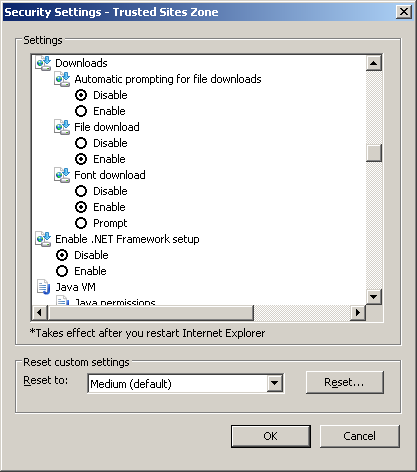 Security Settings - Trusted Sites Zone
Settings
Downloads
Automatic prompting for file downloads
Disable
Enable
File download
Disable
Enable
Font download
Disable
Enable
Prompt
Enable .NET Framework setup
Disable
Enable
Java VM
Java permissions
*Takes effect after you restart Internet Explorer
Reset custom settings
Reset to: Medium (default) Reset...
OK Cancel